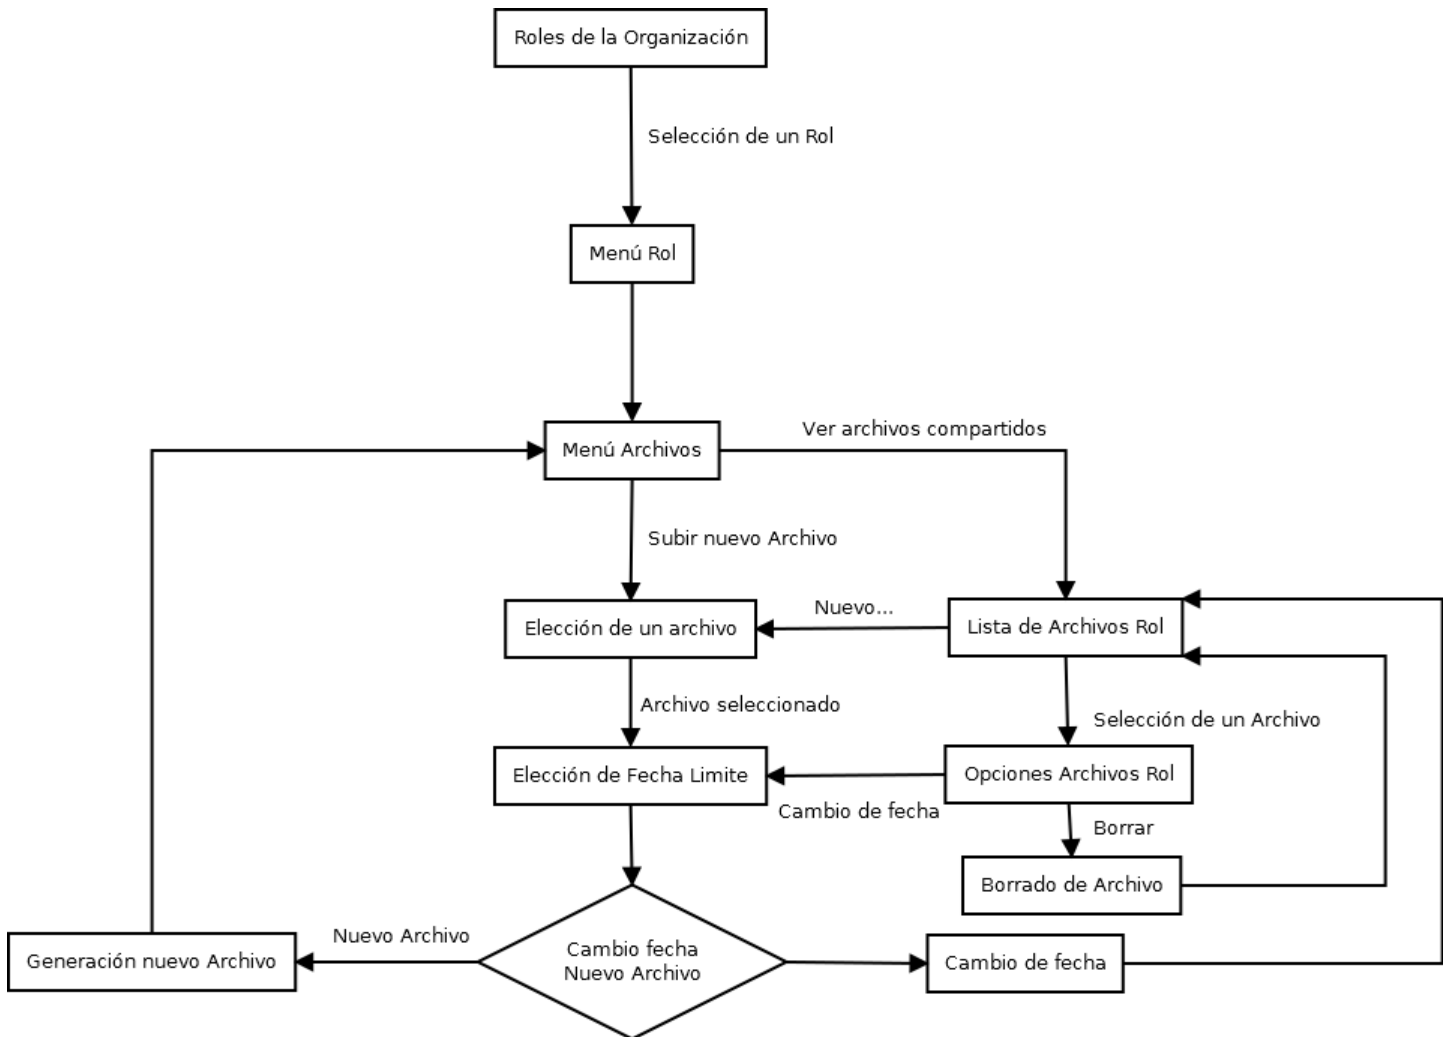 Roles de la Organización
Selección de un Rol
Menú Rol
Ver archivos compartidos
Menú Archivos
Subir nuevo Archivo
Nuevo...
Elección de un archivo
Lista de Archivos Rol
Archivo seleccionado
Selección de un Archivo
Elección de Fecha Limite
Opciones Archivos Rol
Cambio de fecha
Borrar
Borrado de Archivo
Nuevo Archivo
Cambio fecha
Nuevo Archivo
Generación nuevo Archivo
Cambio de fecha